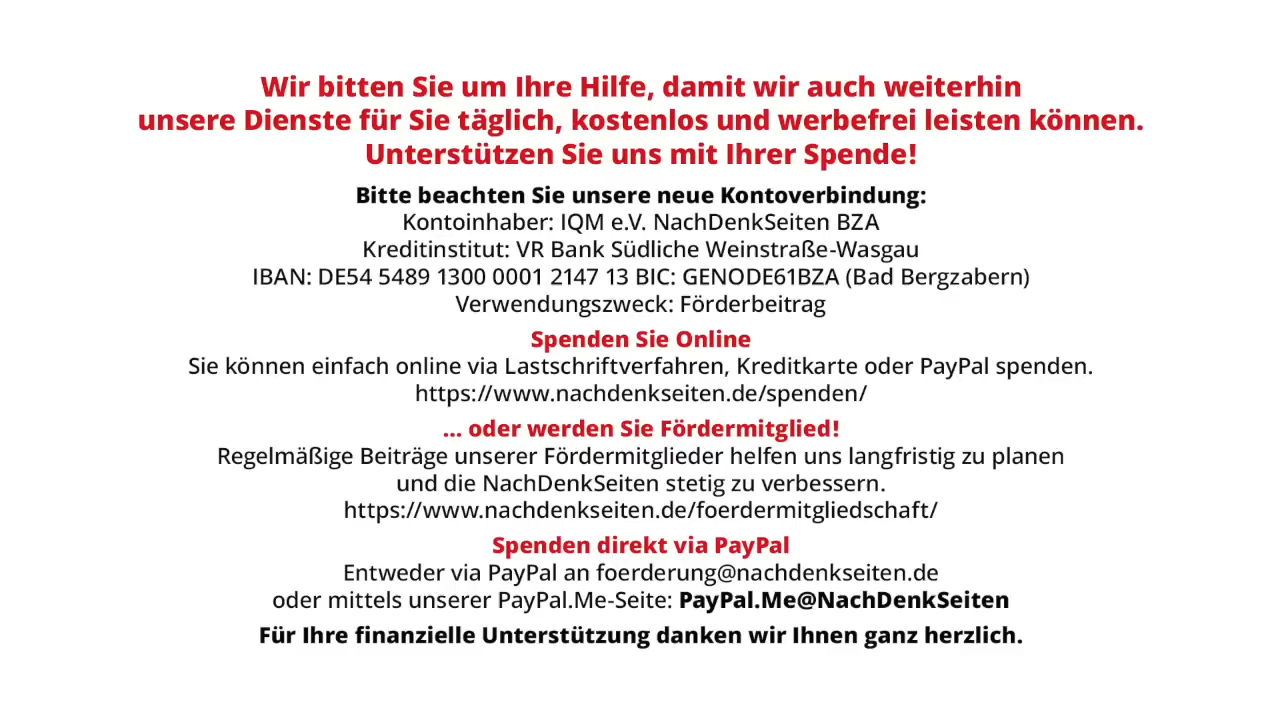 Wir bitten Sie um Ihre Hilfe, damit wir auch weiterhin
unsere Dienste für Sie täglich, kostenlos und werbefrei leisten können.
Unterstützen Sie uns mit Ihrer Spende!
Bitte beachten Sie unsere neue Kontoverbindung:
Kontoinhaber: IQM e.V. NachDenkSeiten BZA
Kreditinstitut: VR Bank Südliche Weinstraße-Wasgau
IBAN: DE54 5489 1300 0001 2147 13 BIC: GENODE61BZA (Bad Bergzabern)
Verwendungszweck: Förderbeitrag
Spenden Sie Online
Sie können einfach online via Lastschriftverfahren, Kreditkarte oder PayPal spenden.
https://www.nachdenkseiten.de/spenden/
... oder werden Sie Fördermitglied!
Regelmäßige Beiträge unserer Fördermitglieder helfen uns langfristig zu planen
und die NachDenkSeiten stetig zu verbessern.
https://www.nachdenkseiten.de/foerdermitgliedschaft/
Spenden direkt via PayPal
Entweder via PayPal an foerderung@nachdenkseiten.de
oder mittels unserer PayPal.Me-Seite: PayPal.Me@NachDenkSeiten
Für Ihre finanzielle Unterstützung danken wir Ihnen ganz herzlich.